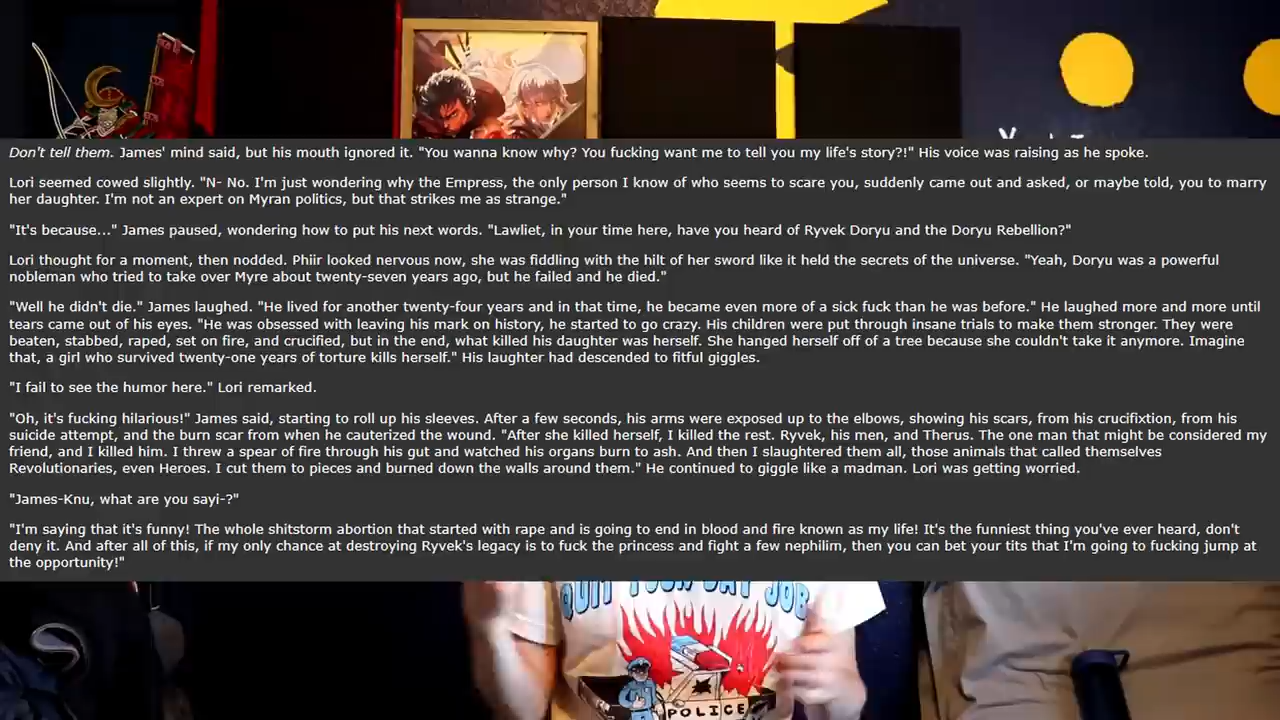 Don't tell them. James' mind said, but his mouth ignored it. "You wanna know why? You fucking want me to tell you my life's story?!" His voice was raising as he spoke.
Lori seemed cowed slightly. "N- No. I'm just wondering why the Empress, the only person I know of who seems to scare you, suddenly came out and asked, or maybe told, you to marry
her daughter. I'm not an expert on Myran politics, but that strikes me as strange."
"It's because..." James paused, wondering how to put his next words. "Lawliet, in your time here, have you heard of Ryvek Doryu and the Doryu Rebellion?"
Lori thought for a moment, then nodded. Phiir looked nervous now, she was fiddling with the hilt of her sword like it held the secrets of the universe. "Yeah, Doryu was a powerful
nobleman who tried to take over Myre about twenty-seven years ago, but he failed and he died."
"Well he didn't die." James laughed. "He lived for another twenty-four years and in that time, he became even more of a sick fuck than he was before." He laughed more and more until
tears came out of his eyes. "He was obsessed with leaving his mark on history, he started to go crazy. His children were put through insane trials to make them stronger. They were
beaten, stabbed, raped, set on fire, and crucified, but in the end, what killed his daughter was herself. She hanged herself off of a tree because she couldn't take it anymore. Imagine
that, a girl who survived twenty-one years of torture kills herself." His laughter had descended to fitful giggles.
"I fail to see the humor here." Lori remarked.
"Oh, it's fucking hilarious!" James said, starting to roll up his sleeves. After a few seconds, his arms were exposed up to the elbows, showing his scars, from his crucifixtion, from his
suicide attempt, and the burn scar from when he cauterized the wound. "After she killed herself, I killed the rest. Ryvek, his men, and Therus. The one man that might be considered my
friend, and I killed him. I threw a spear of fire through his gut and watched his organs burn to ash. And then I slaughtered them all, those animals that called themselves
Revolutionaries, even Heroes. I cut them to pieces and burned down the walls around them." He continued to giggle like a madman. Lori was getting worried.
"James-Knu, what are you sayi-?"
"I'm saying that it's funny! The whole shitstorm abortion that started with rape and is going to end in blood and fire known as my life! It's the funniest thing you've ever heard, don't
deny it. And after all of this, if my only chance at destroying Ryvek's legacy is to fuck the princess and fight a few nephilim, then you can bet your tits that I'm going to fucking jump at
the opportunity!"
QUIT YOUR DAY JOB
POLICE